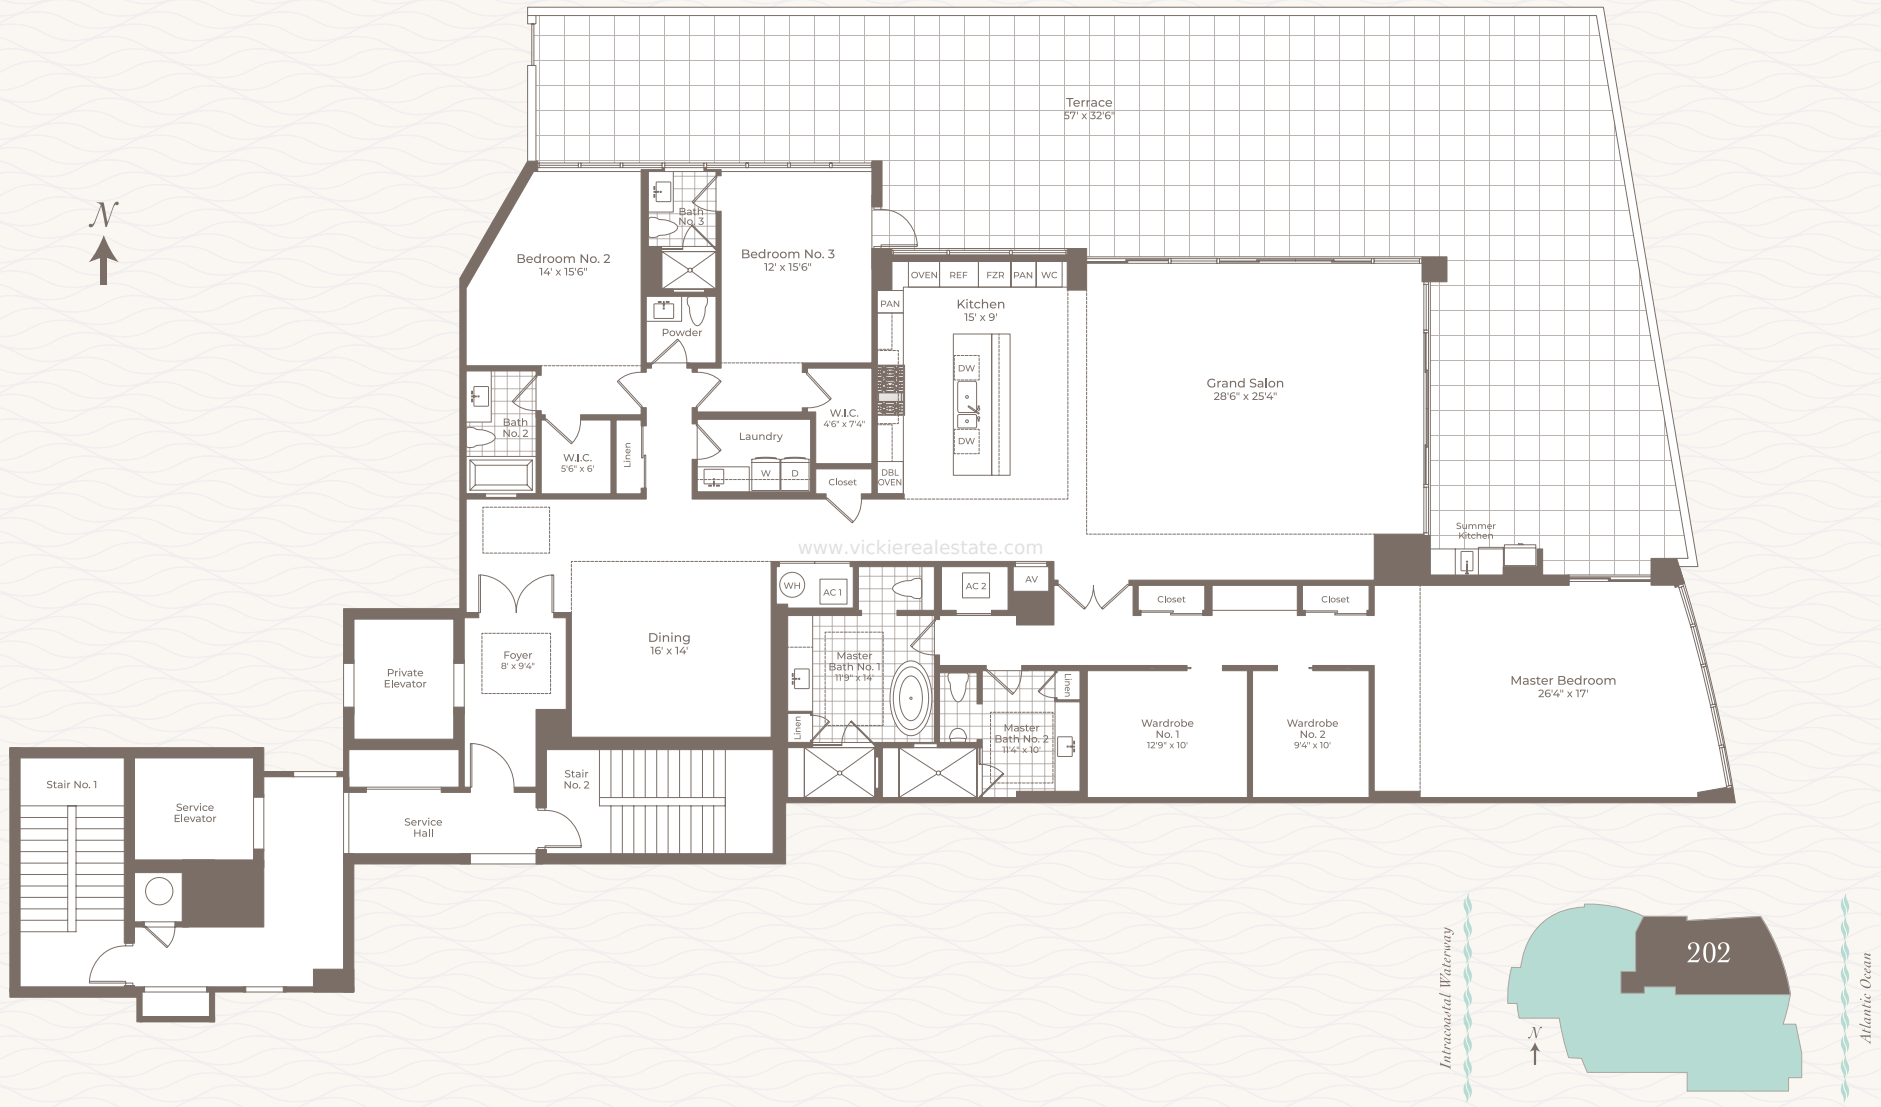 Terrace
57' x 32'6"
N
Bath
No. 3
Bedroom No. 2
14' x 15'6"
Bedroom No. 3
12' x 15'6"
OVEN
REF
FZR
PAN
WC
PAN
Kitchen
15' x 9'
Powder
DW
DW
DBL
OVEN
Grand Salon
28'6" x 25'4"
Bath
No. 2
W.I.C.
5'6" x 6'
Linen
Laundry
W
D
W.I.C.
4'6" x 7'4"
Closet
Summer
Kitchen
www.vickierealestate.com
WH
AC 1
AC 2
AV
Closet
Closet
Foyer
8' x 9'4"
Dining
16' x 14'
Private
Elevator
Master
Bath No. 1
11'9" x 14'
Linen
Linen
Master
Bath No. 2
11'4" x 10'
Wardrobe
No. 1
12'9" x 10'
Wardrobe
No. 2
9'4" x 10'
Master Bedroom
26'4" x 17'
Stair No. 1
Service
Elevator
Stair
No. 2
Service
Hall
Intracoastal Waterway
202
N
Atlantic Ocean